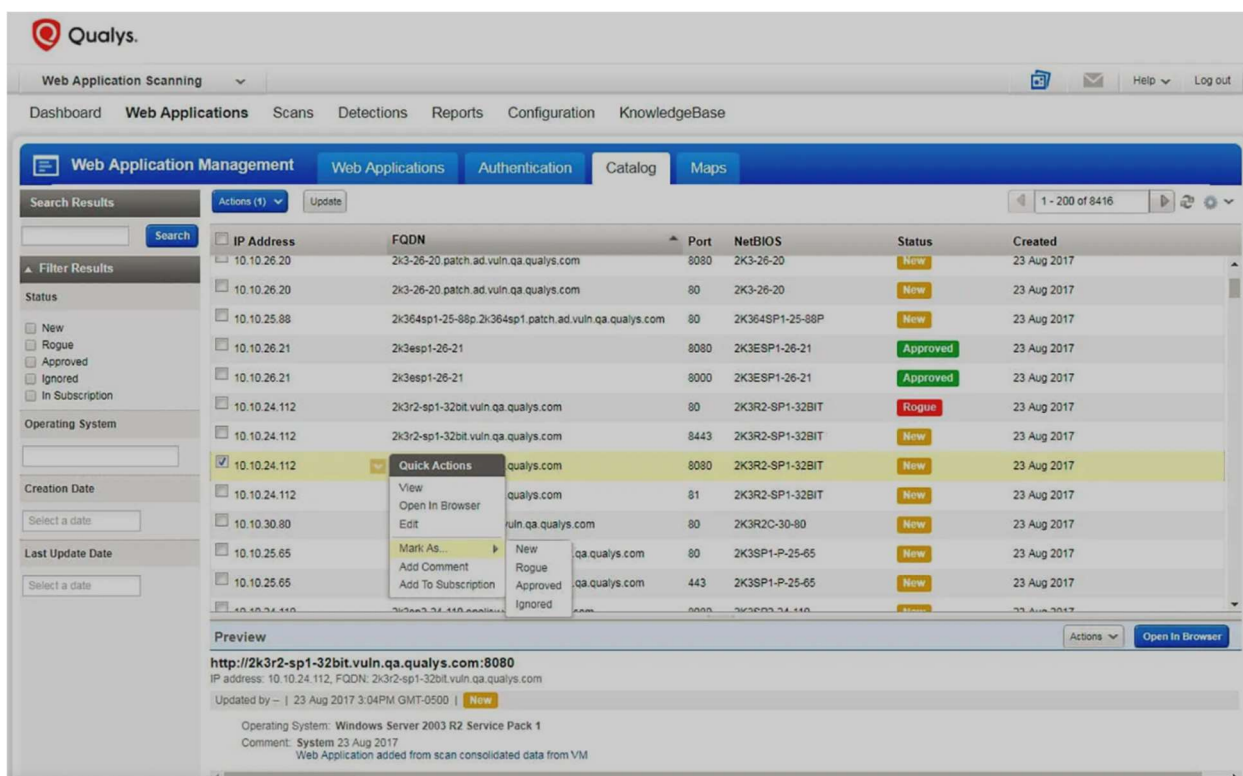 Qualys.
Web Application Scanning Help Log out
Dashboard Web Applications Scans Detections Reports Configuration KnowledgeBase
Web Application Management Web Applications Authentication Catalog Maps
Search Results Actions (1) Update 1 - 200 of 8416
Search
IP Address FQDN Port NetBIOS Status Created
Filter Results
10.10.26.20 2k3-26-20.patch.ad.vuln.qa.qualys.com 8080 2K3-26-20 New 23 Aug 2017
Status
10.10.26.20 2k3-26-20.patch.ad.vuln.qa.qualys.com 80 2K3-26-20 New 23 Aug 2017
New
10.10.25.88 2k364sp1-25-88p.2k364sp1.patch.ad.vuln.qa.qualys.com 80 2K364SP1-25-88P New 23 Aug 2017
Rogue
Approved
10.10.26.21 2k3esp1-26-21 8080 2K3ESP1-26-21 Approved 23 Aug 2017
Ignored
10.10.26.21 2k3esp1-26-21 8000 2K3ESP1-26-21 Approved 23 Aug 2017
In Subscription
10.10.24.112 2k3r2-sp1-32bit.vuln.qa.qualys.com 80 2K3R2-SP1-32BIT Rogue 23 Aug 2017
Operating System
10.10.24.112 2k3r2-sp1-32bit.vuln.qa.qualys.com 8443 2K3R2-SP1-32BIT New 23 Aug 2017
10.10.24.112 Quick Actions .qualys.com 8080 2K3R2-SP1-32BIT New 23 Aug 2017
Creation Date
View
10.10.24.112 qualys.com 81 2K3R2-SP1-32BIT New 23 Aug 2017
Open In Browser
Select a date
10.10.30.80 Edit vuln.qa.qualys.com 80 2K3R2C-30-80 New 23 Aug 2017
Last Update Date
10.10.25.65 Mark As... New .qa.qualys.com 80 2K3SP1-P-25-65 New 23 Aug 2017
Add Comment Rogue
Select a date
10.10.25.65 Add To Subscription Approved .qa.qualys.com 443 2K3SP1-P-25-65 New 23 Aug 2017
Ignored
Preview Actions Open In Browser
http://2k3r2-sp1-32bit.vuln.qa.qualys.com:8080
IP address: 10.10.24.112, FQDN: 2k3r2-sp1-32bit.vuln.qa.qualys.com
Updated by – | 23 Aug 2017 3:04PM GMT-0500 | New
Operating System: Windows Server 2003 R2 Service Pack 1
Comment: System 23 Aug 2017
Web Application added from scan consolidated data from VM